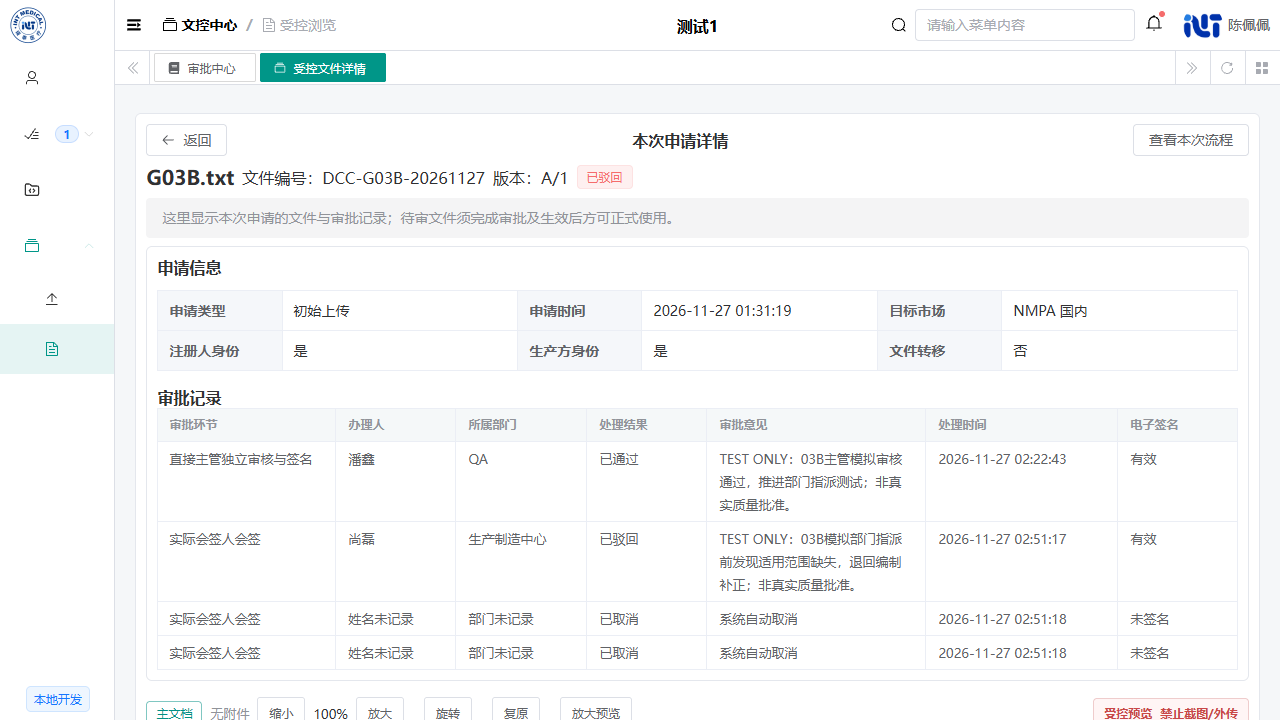 INT MEDICAL
iNT
文控中心 / 受控浏览
测试1
请输入菜单内容
iNT 陈佩佩
审批中心
受控文件详情
1
返回
本次申请详情
查看本次流程
G03B.txt 文件编号：DCC-G03B-20261127 版本：A/1 已驳回
这里显示本次申请的文件与审批记录；待审文件须完成审批及生效后方可正式使用。
申请信息
申请类型 初始上传 申请时间 2026-11-27 01:31:19 目标市场 NMPA 国内
注册人身份 是 生产方身份 是 文件转移 否
审批记录
审批环节 办理人 所属部门 处理结果 审批意见 处理时间 电子签名
直接主管独立审核与签名 潘鑫 QA 已通过 TEST ONLY：03B主管模拟审核 2026-11-27 02:22:43 有效
通过，推进部门指派测试；非真
实质量批准。
实际会签人会签 尚磊 生产制造中心 已驳回 TEST ONLY：03B模拟部门指派 2026-11-27 02:51:17 有效
前发现适用范围缺失，退回编制
补正；非真实质量批准。
实际会签人会签 姓名未记录 部门未记录 已取消 系统自动取消 2026-11-27 02:51:18 未签名
实际会签人会签 姓名未记录 部门未记录 已取消 系统自动取消 2026-11-27 02:51:18 未签名
本地开发
主文档 无附件 缩小 100% 放大 旋转 复原 放大预览 受控预览 禁止截图/外传